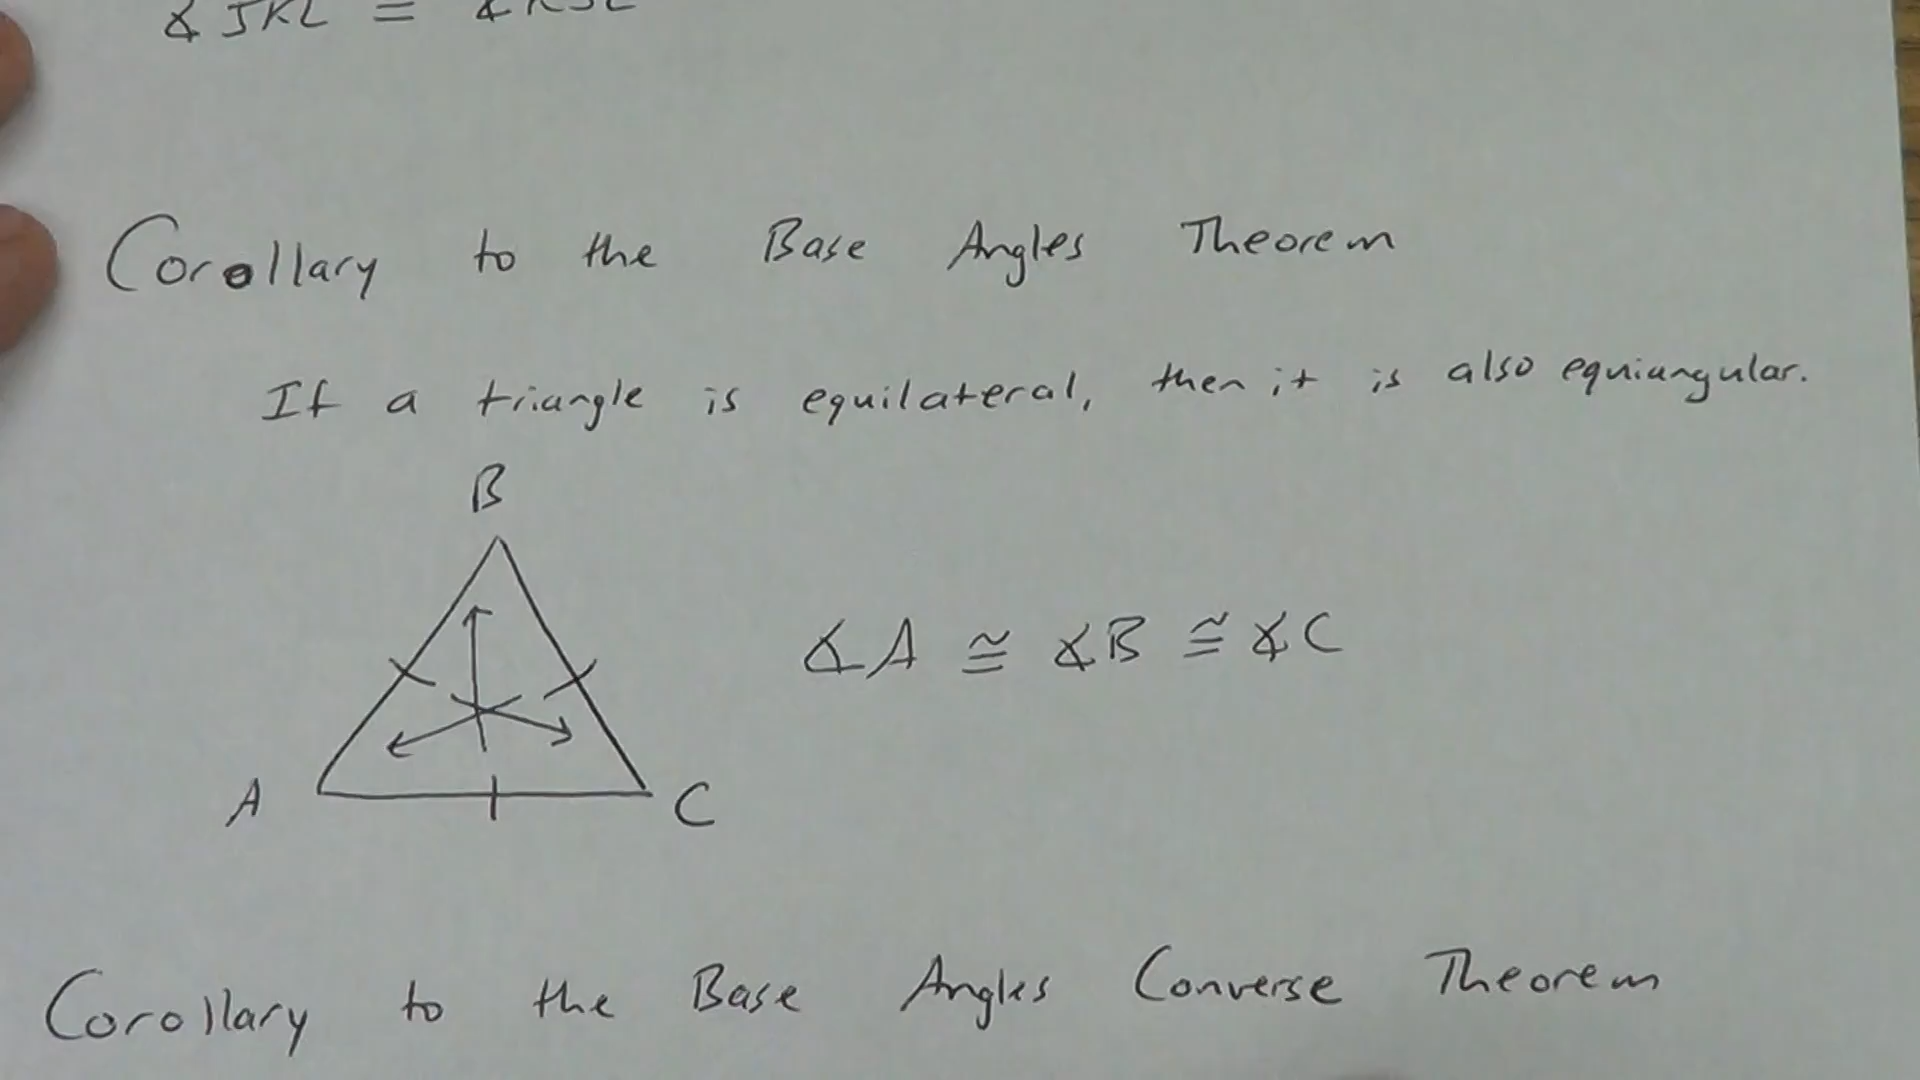 ∡JKL =
Corollary to the Base Angles Theorem
If a triangle is equilateral, then it is also equiangular.
B
∡A ≅ ∡B ≅ ∡C
A C
Corollary to the Base Angles Converse Theorem